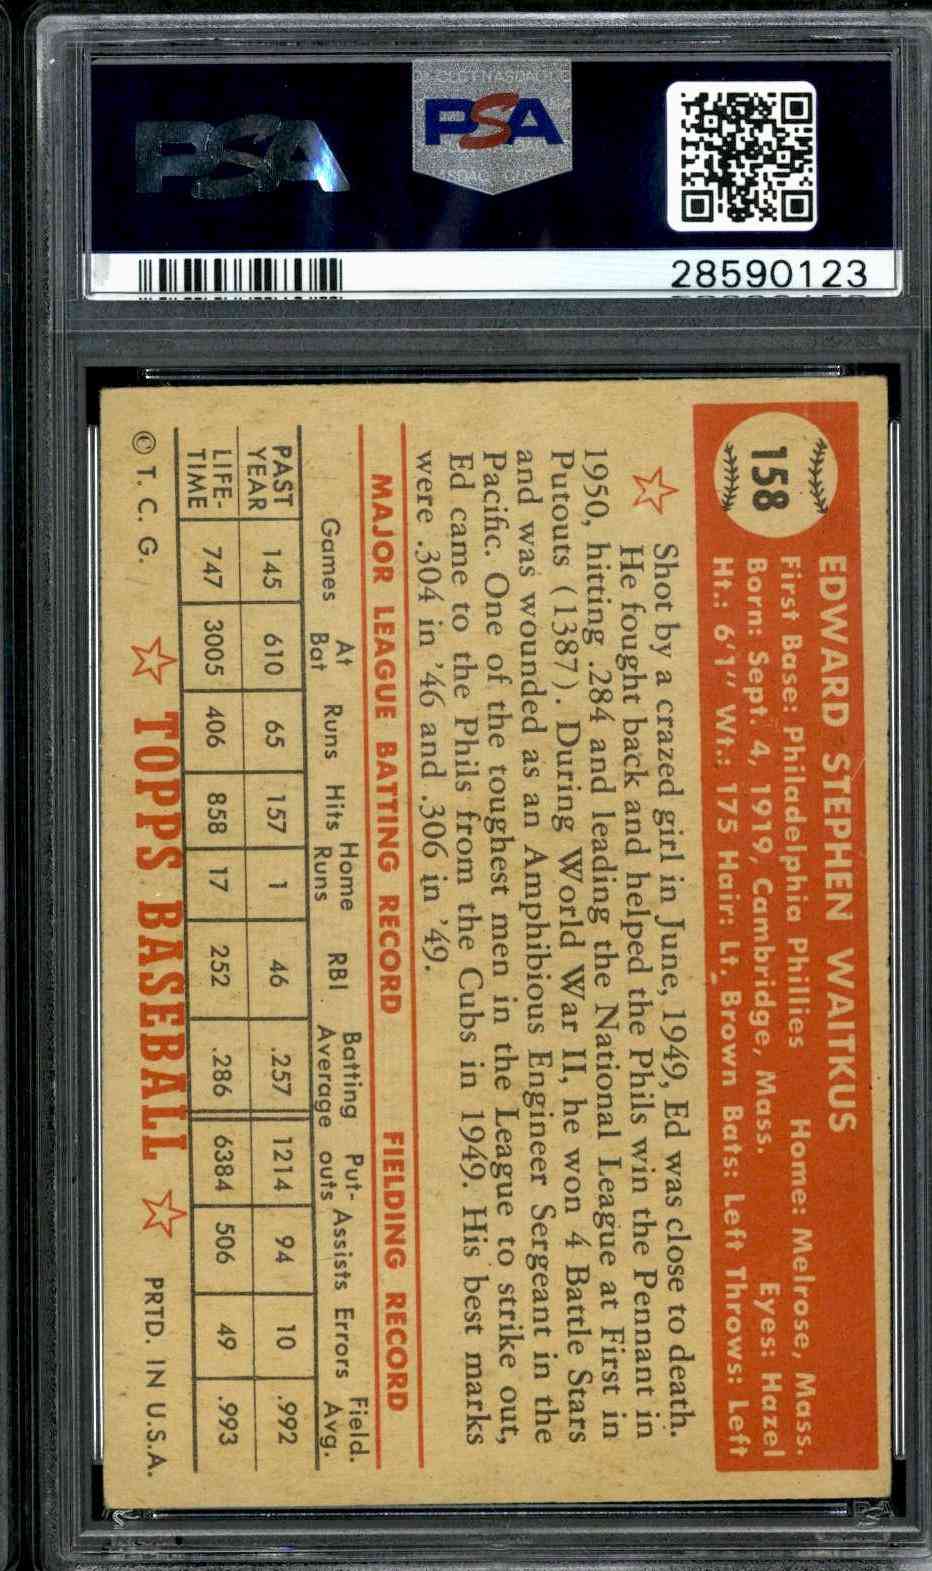 PSA
PSA
28590123
158
EDWARD STEPHEN WAITKUS
First Base: Philadelphia Phillies Home: Melrose, Mass.
Born: Sept. 4, 1919, Cambridge, Mass. Eyes: Hazel
Ht.: 6'1" Wt.: 175 Hair: Lt. Brown Bats: Left Throws: Left
Shot by a crazed girl in June, 1949, Ed was close to death.
He fought back and helped the Phils win the Pennant in
1950, hitting .284 and leading the National League at First in
Putouts (1387). During World War II, he won 4 Battle Stars
and was wounded as an Amphibious Engineer Sergeant in the
Pacific. One of the toughest men in the League to strike out,
Ed came to the Phils from the Cubs in 1949. His best marks
were .304 in '46 and .306 in '49.
MAJOR LEAGUE BATTING RECORD FIELDING RECORD
Games At Bat Runs Hits Home Runs RBI Batting Average Put-outs Assists Errors Field. Avg.
PAST YEAR 145 610 65 157 1 46 .257 1214 94 10 .992
LIFE-TIME 747 3005 406 858 17 252 .286 6384 506 49 .993
© T. C. G. TOPPS BASEBALL PRTD. IN U.S.A.